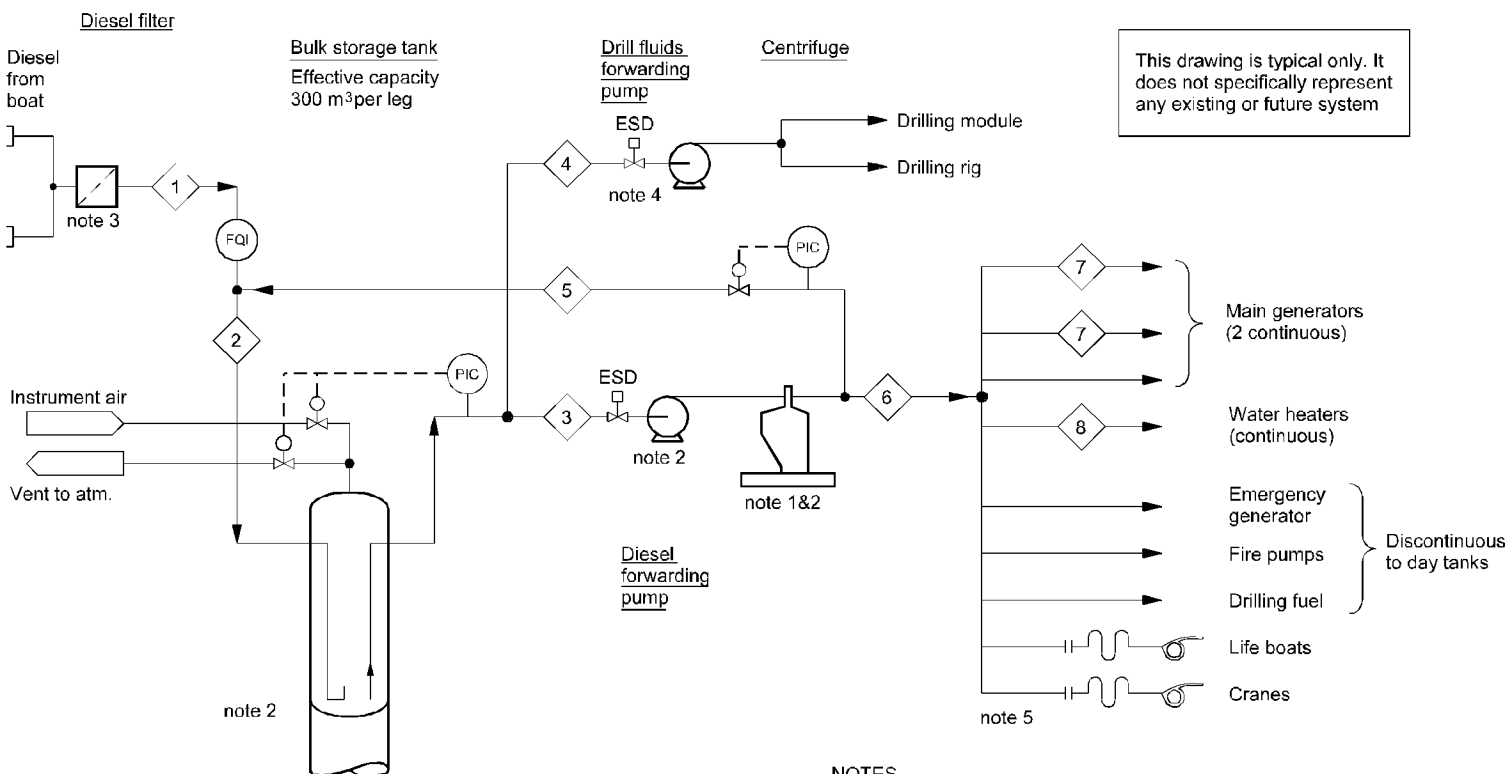 Diesel filter
Diesel
from
boat
Bulk storage tank
Effective capacity
300 m³per leg
Drill fluids
forwarding
pump
Centrifuge
This drawing is typical only. It
does not specifically represent
any existing or future system
ESD
4
note 4
Drilling module
Drilling rig
note 3
1
FQI
PIC
5
2
7
7
Main generators
(2 continuous)
Instrument air
Vent to atm.
PIC
ESD
3
note 2
6
note 1&2
8
Water heaters
(continuous)
Diesel
forwarding
pump
Emergency
generator
Fire pumps
Drilling fuel
Discontinuous
to day tanks
Life boats
Cranes
note 2
note 5
NOTES